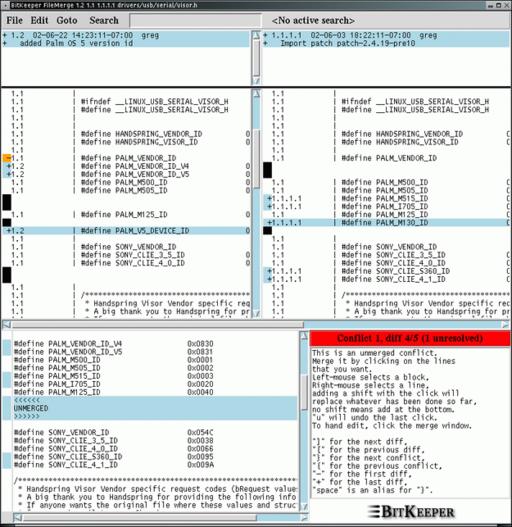 BitKeeper FileMerge 1.2 1.1 1.1.1.1 drivers/usb/serial/visor.h
File Edit Goto Search <No active search>
+ 1.2 02-06-22 14:23:11-07:00 greg
+ added Palm OS 5 version id
+ 1.1.1.1 02-06-03 18:22:11-07:00 greg
+ Import patch patch-2.4.19-pre10
1.1 |
1.1 | #ifndef __LINUX_USB_SERIAL_VISOR_H
1.1 | #define __LINUX_USB_SERIAL_VISOR_H
1.1 |
1.1 |
1.1 | #define HANDSPRING_VENDOR_ID 0
1.1 | #define HANDSPRING_VISOR_ID 0
1.1 |
-1.1 | #define PALM_VENDOR_ID 0
+1.2 | #define PALM_VENDOR_ID_V4 0
+1.2 | #define PALM_VENDOR_ID_V5 0
1.1 | #define PALM_M500_ID 0
1.1 | #define PALM_M505_ID 0
1.1 | #define PALM_M125_ID 0
+1.2 | #define PALM_V5_DEVICE_ID 0
1.1 |
1.1 | #define SONY_VENDOR_ID 0
1.1 | #define SONY_CLIE_3_5_ID 0
1.1 | #define SONY_CLIE_4_0_ID 0
1.1 |
1.1 | /****************************
1.1 | * Handspring Visor Vendor specific req
1.1 | * A big thank you to Handspring for pr
1.1 |
1.1 | #ifndef __LINUX_USB_SERIAL_VISOR_H
1.1 | #define __LINUX_USB_SERIAL_VISOR_H
1.1 |
1.1 |
1.1 | #define HANDSPRING_VENDOR_ID
1.1 | #define HANDSPRING_VISOR_ID
1.1 |
1.1 | #define PALM_VENDOR_ID
1.1 | #define PALM_M500_ID
1.1 | #define PALM_M505_ID
+1.1.1.1 | #define PALM_M515_ID
+1.1.1.1 | #define PALM_I705_ID
1.1 | #define PALM_M125_ID
+1.1.1.1 | #define PALM_M130_ID
1.1 |
1.1 | #define SONY_VENDOR_ID
1.1 | #define SONY_CLIE_3_5_ID
1.1 | #define SONY_CLIE_4_0_ID
+1.1.1.1 | #define SONY_CLIE_S360_ID
+1.1.1.1 | #define SONY_CLIE_4_1_ID
1.1 |
1.1 | /****************************
1.1 | * Handspring Visor Vendor specific
1.1 | * A big thank you to Handspring for
#define PALM_VENDOR_ID_V4 0x0830
#define PALM_VENDOR_ID_V5 0x0831
#define PALM_M500_ID 0x0001
#define PALM_M505_ID 0x0002
#define PALM_M515_ID 0x0003
#define PALM_I705_ID 0x0020
#define PALM_M125_ID 0x0040
<<<<<<
UNMERGED
>>>>>>
#define SONY_VENDOR_ID 0x054C
#define SONY_CLIE_3_5_ID 0x0038
#define SONY_CLIE_4_0_ID 0x0066
#define SONY_CLIE_S360_ID 0x0095
#define SONY_CLIE_4_1_ID 0x009A
/****************************
* Handspring Visor Vendor specific request codes (bRequest value
* A big thank you to Handspring for providing the following info
* If anyone wants the original file where these values and struc
Conflict 1, diff 4/5 (1 unresolved)
This is an unmerged conflict.
Merge it by clicking on the lines
that you want.
Left-mouse selects a block,
Right-mouse selects a line,
adding a shift with the click will
replace whatever has been done so far,
no shift means add at the bottom.
"u" will undo the last click.
To hand edit, click the merge window.
"]" for the next diff,
"[" for the previous diff,
"}" for the next conflict,
"{" for the previous conflict,
"-" for the first diff,
"+" for the last diff,
"space" is an alias for "}".
BITKEEPER